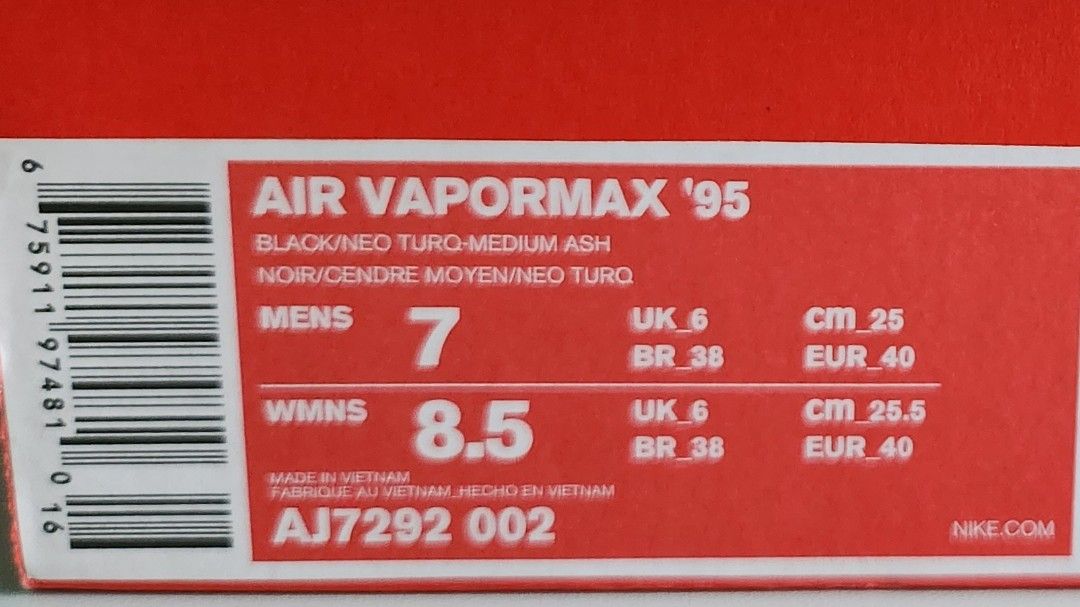 AIR VAPORMAX '95
BLACK/NEO TURQ-MEDIUM ASH
NOIR/CENDRE MOYEN/NEO TURQ
MENS 7 UK_6 cm_25
BR_38 EUR_40
WMNS 8.5 UK_6 cm_25.5
BR_38 EUR_40
MADE IN VIETNAM
FABRIQUE AU VIETNAM_HECHO EN VIETNAM
AJ7292 002
NIKE.COM
6 75911 97481 0 16